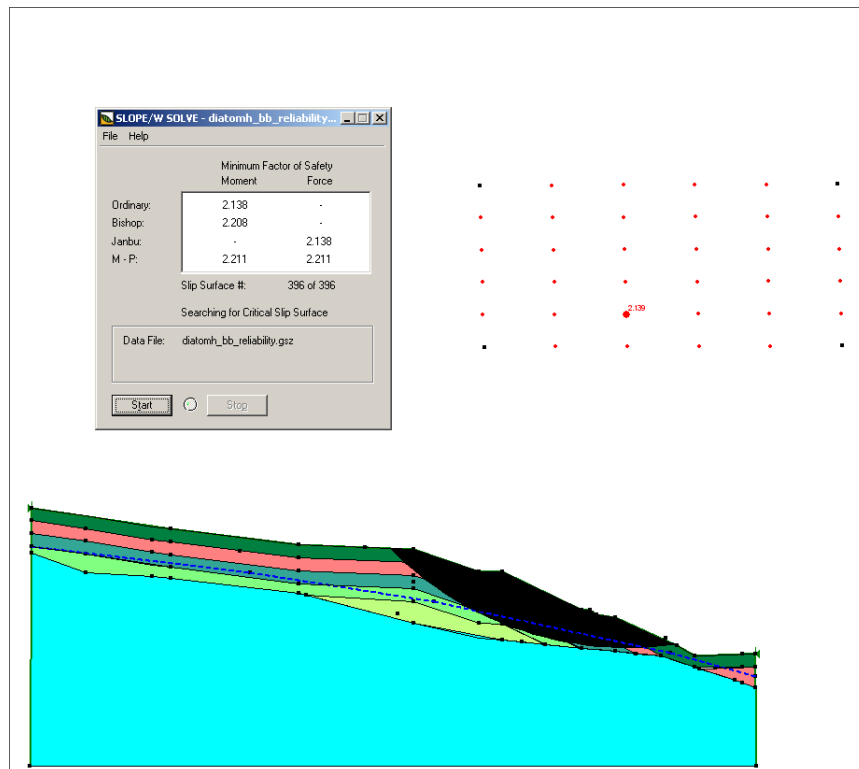 SLOPE/W SOLVE - diatomh_bb_reliability...
File Help
Minimum Factor of Safety
Moment Force
Ordinary: 2.138 -
Bishop: 2.208 -
Janbu: - 2.138
M - P: 2.211 2.211
Slip Surface #: 396 of 396
Searching for Critical Slip Surface
Data File: diatomh_bb_reliability.gsz
Start Stop
2.139